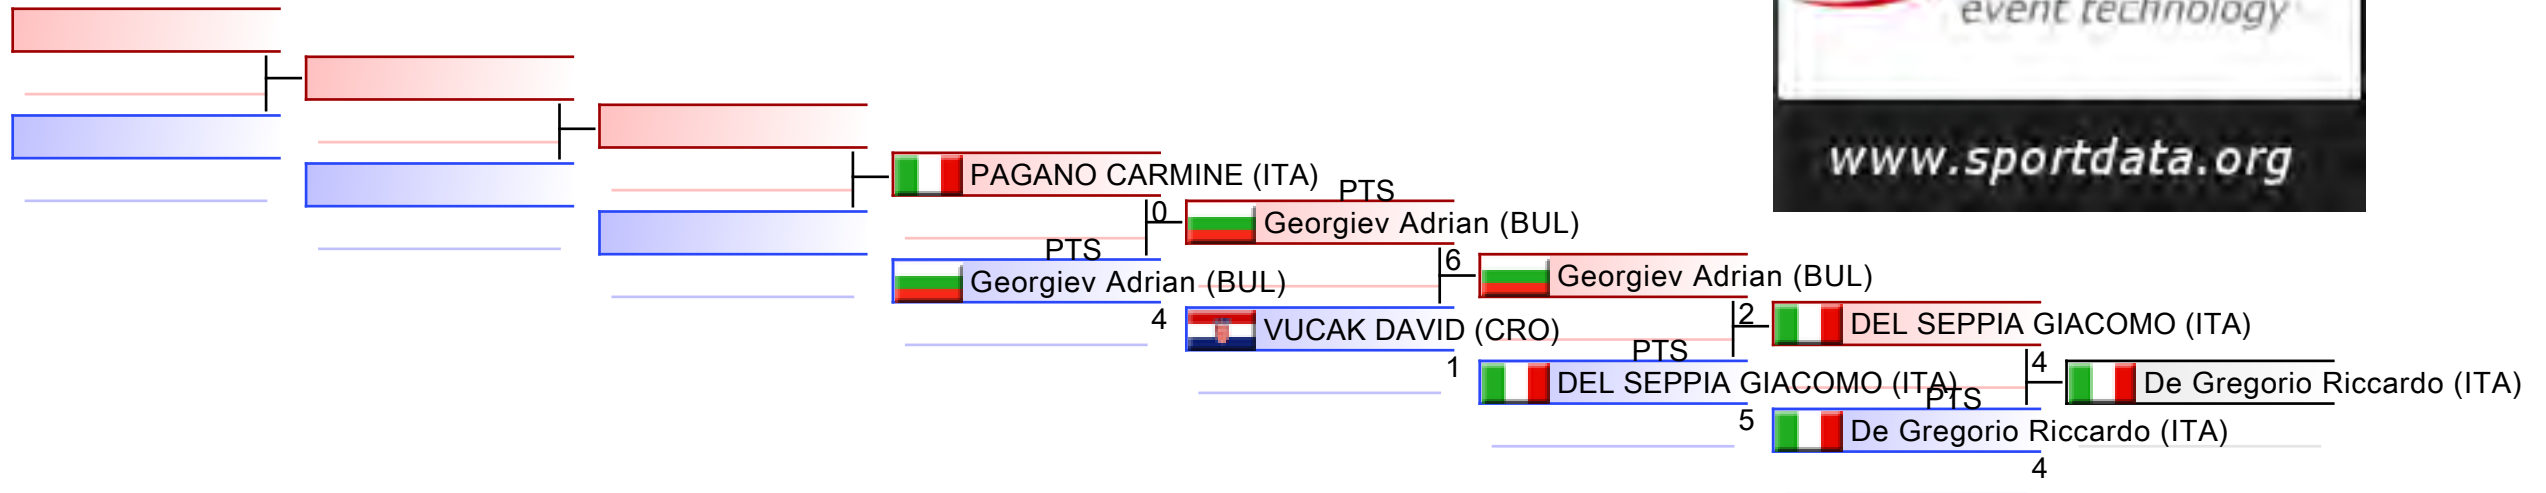 event technology
www.sportdata.org
PAGANO CARMINE (ITA)
0
PTS
Georgiev Adrian (BUL)
4
PTS
Georgiev Adrian (BUL)
6
VUCAK DAVID (CRO)
1
Georgiev Adrian (BUL)
2
PTS
DEL SEPPIA GIACOMO (ITA)
5
DEL SEPPIA GIACOMO (ITA)
4
PTS
De Gregorio Riccardo (ITA)
4
De Gregorio Riccardo (ITA)